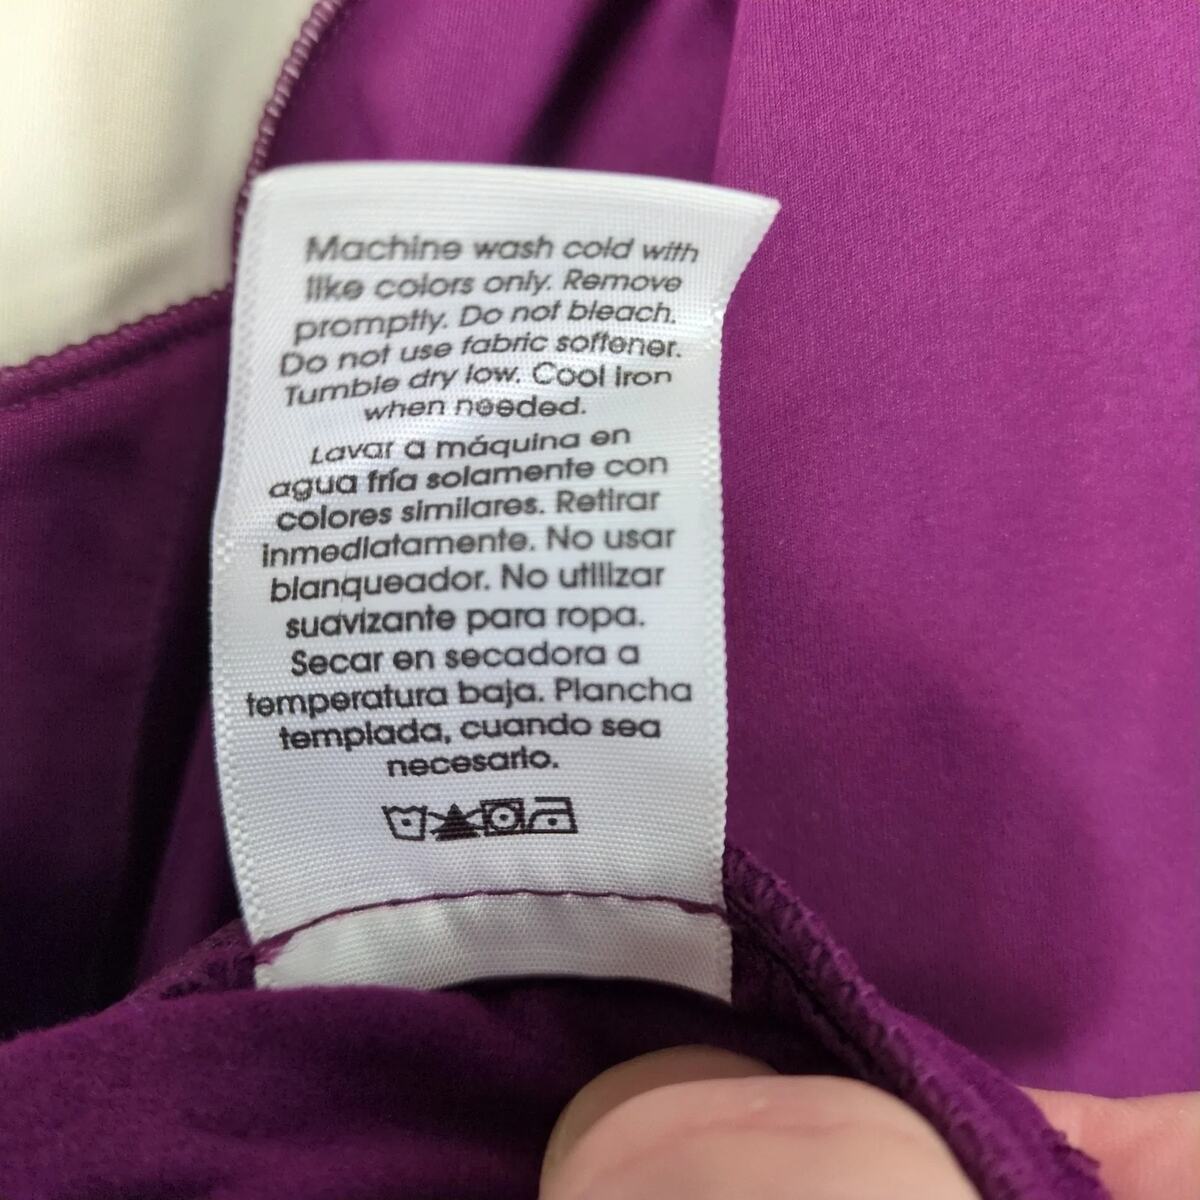 Machine wash cold with
like colors only. Remove
promptly. Do not bleach.
Do not use fabric softener.
Tumble dry low. Cool Iron
when needed.
Lavar a máquina en
agua fría solamente con
colores similares. Retirar
inmediatamente. No usar
blanqueador. No utilizar
suavizante para ropa.
Secar en secadora a
temperatura baja. Plancha
templada, cuando sea
necesario.